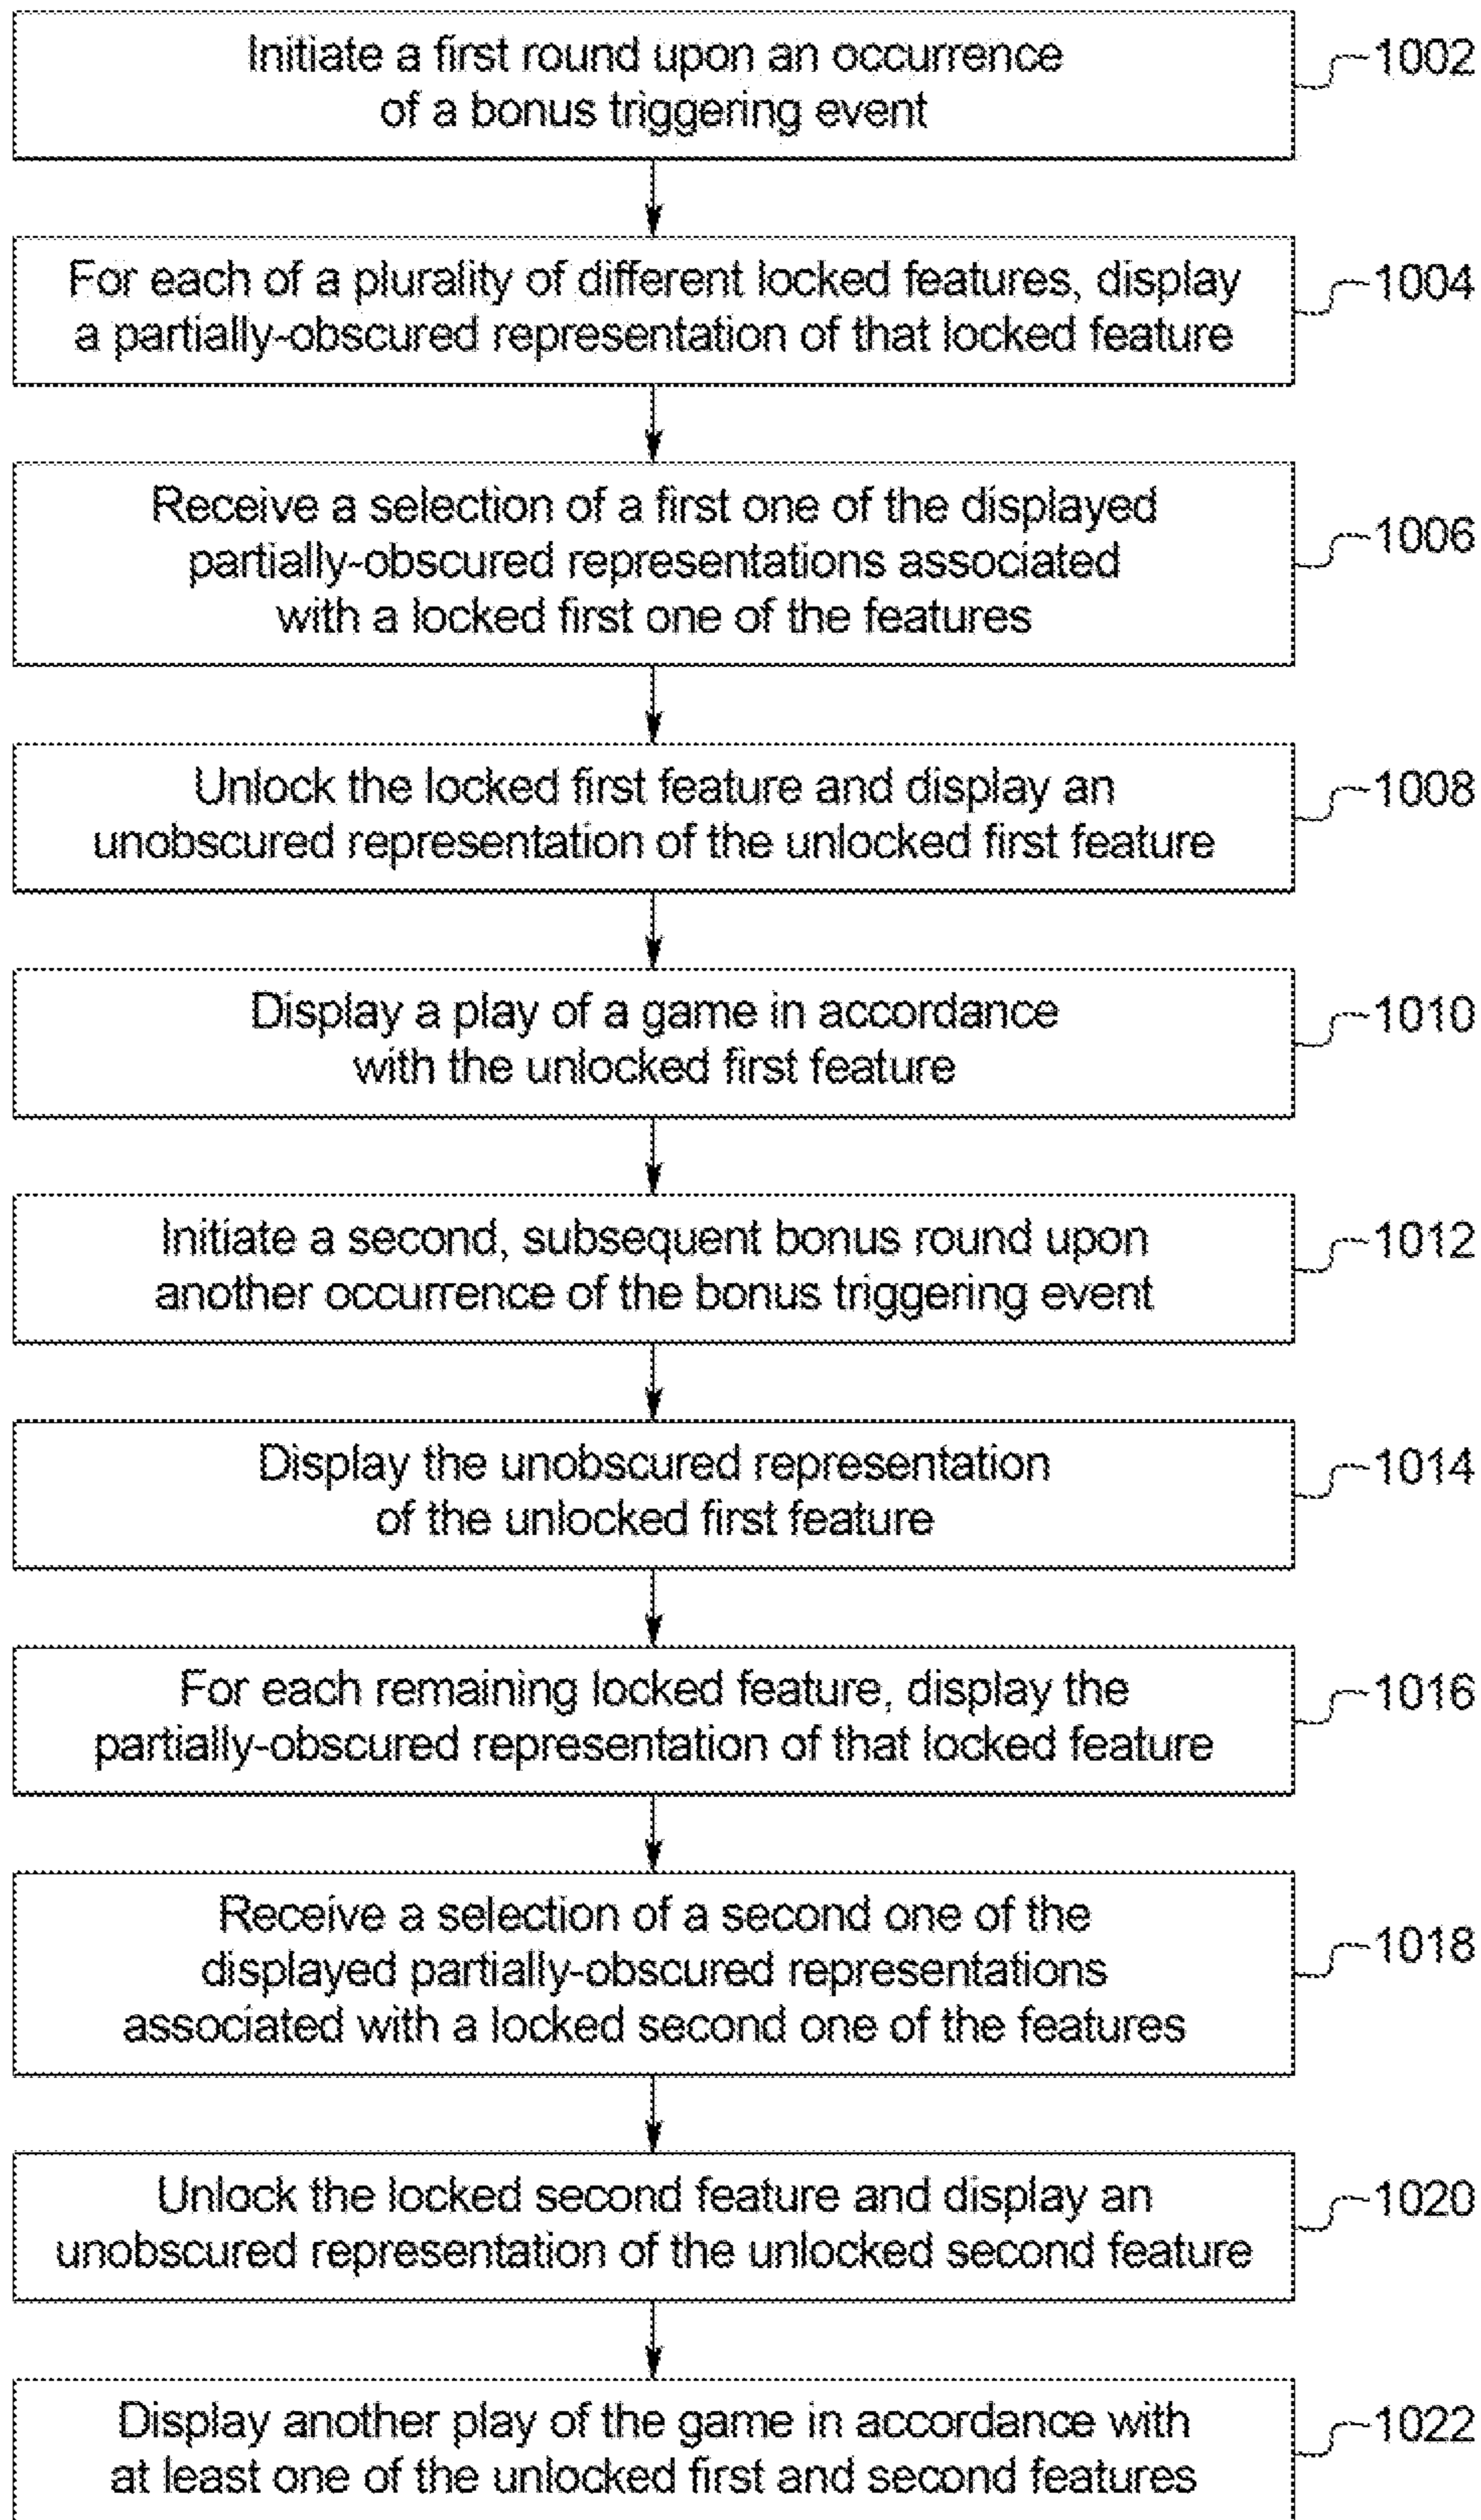 Initiate a first round upon an occurrence
of a bonus triggering event
1002
For each of a plurality of different locked features, display
a partially-obscured representation of that locked feature
1004
Receive a selection of a first one of the displayed
partially-obscured representations associated
with a locked first one of the features
1006
Unlock the locked first feature and display an
unobscured representation of the unlocked first feature
1008
Display a play of a game in accordance
with the unlocked first feature
1010
Initiate a second, subsequent bonus round upon
another occurrence of the bonus triggering event
1012
Display the unobscured representation
of the unlocked first feature
1014
For each remaining locked feature, display the
partially-obscured representation of that locked feature
1016
Receive a selection of a second one of the
displayed partially-obscured representations
associated with a locked second one of the features
1018
Unlock the locked second feature and display an
unobscured representation of the unlocked second feature
1020
Display another play of the game in accordance with
at least one of the unlocked first and second features
1022